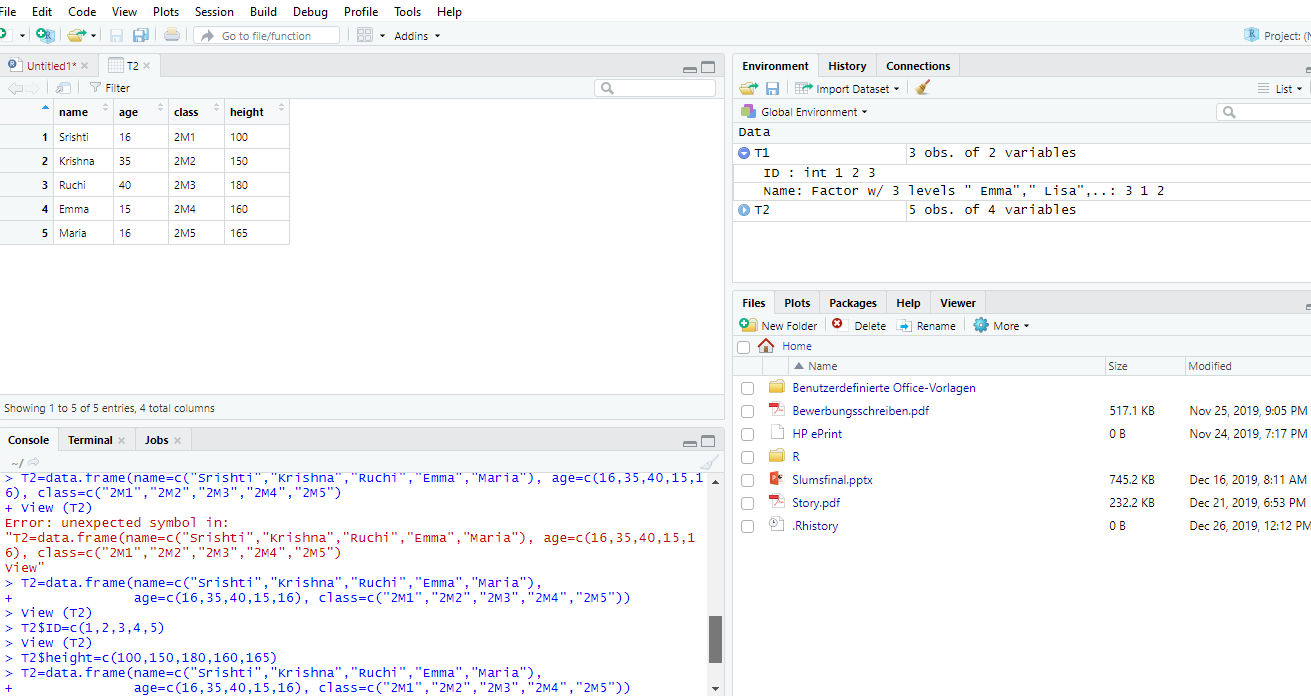 File Edit Code View Plots Session Build Debug Profile Tools Help
Go to file/function Addins Project: (N
Untitled1* T2
Filter
name age class height
1 Srishti 16 2M1 100
2 Krishna 35 2M2 150
3 Ruchi 40 2M3 180
4 Emma 15 2M4 160
5 Maria 16 2M5 165
Showing 1 to 5 of 5 entries, 4 total columns
Console Terminal Jobs
~/
> T2=data.frame(name=c("Srishti","Krishna","Ruchi","Emma","Maria"), age=c(16,35,40,15,1
6), class=c("2M1","2M2","2M3","2M4","2M5")
+ View (T2)
Error: unexpected symbol in:
"T2=data.frame(name=c("Srishti","Krishna","Ruchi","Emma","Maria"), age=c(16,35,40,15,1
6), class=c("2M1","2M2","2M3","2M4","2M5")
View"
> T2=data.frame(name=c("Srishti","Krishna","Ruchi","Emma","Maria"),
+               age=c(16,35,40,15,16), class=c("2M1","2M2","2M3","2M4","2M5"))
> View (T2)
> T2$ID=c(1,2,3,4,5)
> View (T2)
> T2$height=c(100,150,180,160,165)
> T2=data.frame(name=c("Srishti","Krishna","Ruchi","Emma","Maria"),
+               age=c(16,35,40,15,16), class=c("2M1","2M2","2M3","2M4","2M5"))
Environment History Connections
Import Dataset List
Global Environment
Data
T1 3 obs. of 2 variables
ID : int 1 2 3
Name: Factor w/ 3 levels " Emma"," Lisa",..: 3 1 2
T2 5 obs. of 4 variables
Files Plots Packages Help Viewer
New Folder Delete Rename More
Home
Name Size Modified
Benutzerdefinierte Office-Vorlagen
Bewerbungsschreiben.pdf 517.1 KB Nov 25, 2019, 9:05 PM
HP ePrint 0 B Nov 24, 2019, 7:17 PM
R
Slumsfinal.pptx 745.2 KB Dec 16, 2019, 8:11 AM
Story.pdf 232.2 KB Dec 21, 2019, 6:53 PM
.Rhistory 0 B Dec 26, 2019, 12:12 PM